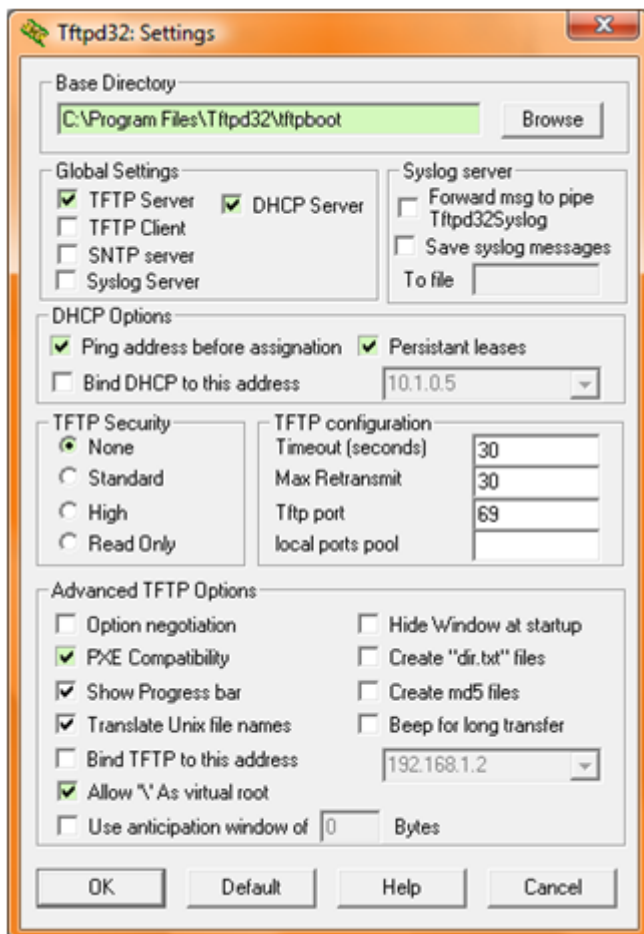 Tftpd32: Settings
Base Directory
C:\Program Files\Tftpd32\tftpboot
Browse
Global Settings
TFTP Server
DHCP Server
TFTP Client
SNTP server
Syslog Server
Syslog server
Forward msg to pipe
Tftpd32Syslog
Save syslog messages
To file
DHCP Options
Ping address before assignation
Persistant leases
Bind DHCP to this address
10.1.0.5
TFTP Security
None
Standard
High
Read Only
TFTP configuration
Timeout (seconds)
30
Max Retransmit
30
Tftp port
69
local ports pool
Advanced TFTP Options
Option negotiation
PXE Compatibility
Show Progress bar
Translate Unix file names
Bind TFTP to this address
Allow '\' As virtual root
Use anticipation window of
0
Bytes
Hide Window at startup
Create "dir.txt" files
Create md5 files
Beep for long transfer
192.168.1.2
OK
Default
Help
Cancel